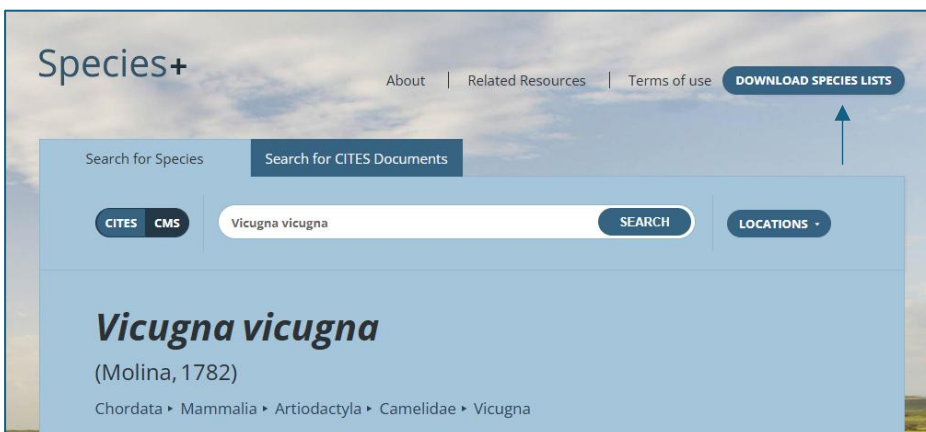 Species+
About | Related Resources | Terms of use DOWNLOAD SPECIES LISTS
Search for Species Search for CITES Documents
CITES CMS Vicugna vicugna SEARCH LOCATIONS
Vicugna vicugna
(Molina, 1782)
Chordata ▸ Mammalia ▸ Artiodactyla ▸ Camelidae ▸ Vicugna